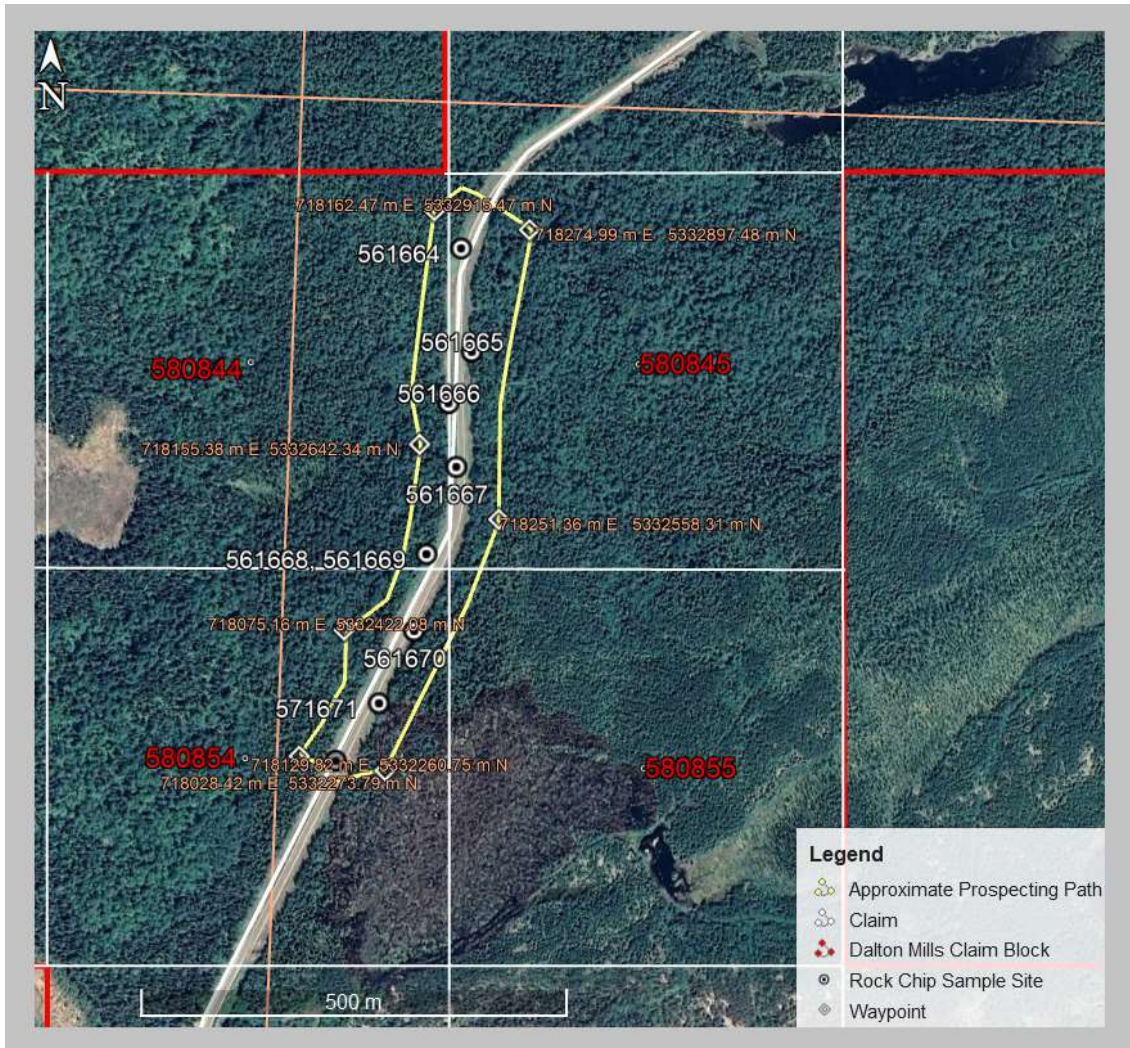 N
718162.47 m E 5332915.47 m N
718274.99 m E 5332897.48 m N
561664
561665
580844
580845
561666
718155.38 m E 5332642.34 m N
561667
718251.36 m E 5332558.31 m N
561668, 561669
718075.16 m E 5332422.08 m N
561670
571671
580854
718129.82 m E 5332260.75 m N
580855
718028.42 m E 5332273.79 m N
Legend
Approximate Prospecting Path
Claim
Dalton Mills Claim Block
Rock Chip Sample Site
Waypoint
500 m